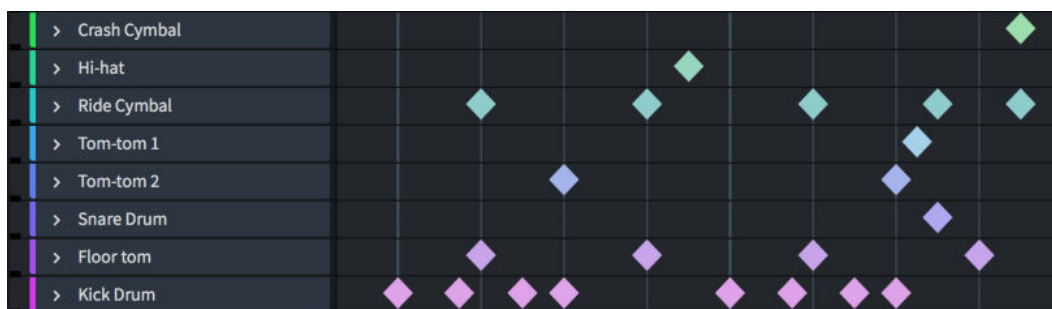 Crash Cymbal
Hi-hat
Ride Cymbal
Tom-tom 1
Tom-tom 2
Snare Drum
Floor tom
Kick Drum